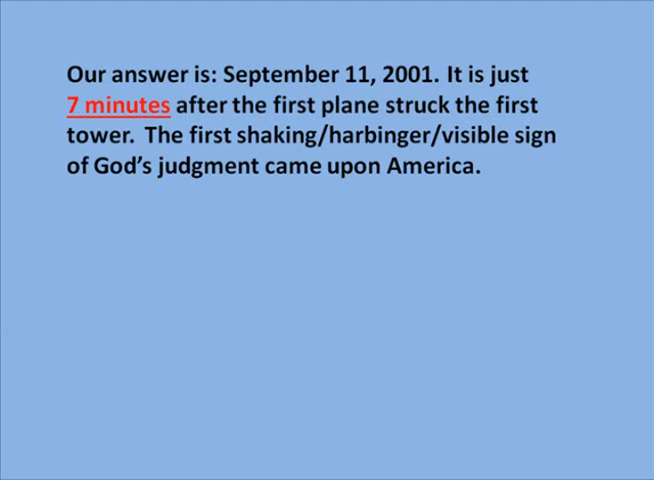 Our answer is: September 11, 2001. It is just
7 minutes after the first plane struck the first
tower.  The first shaking/harbinger/visible sign
of God’s judgment came upon America.